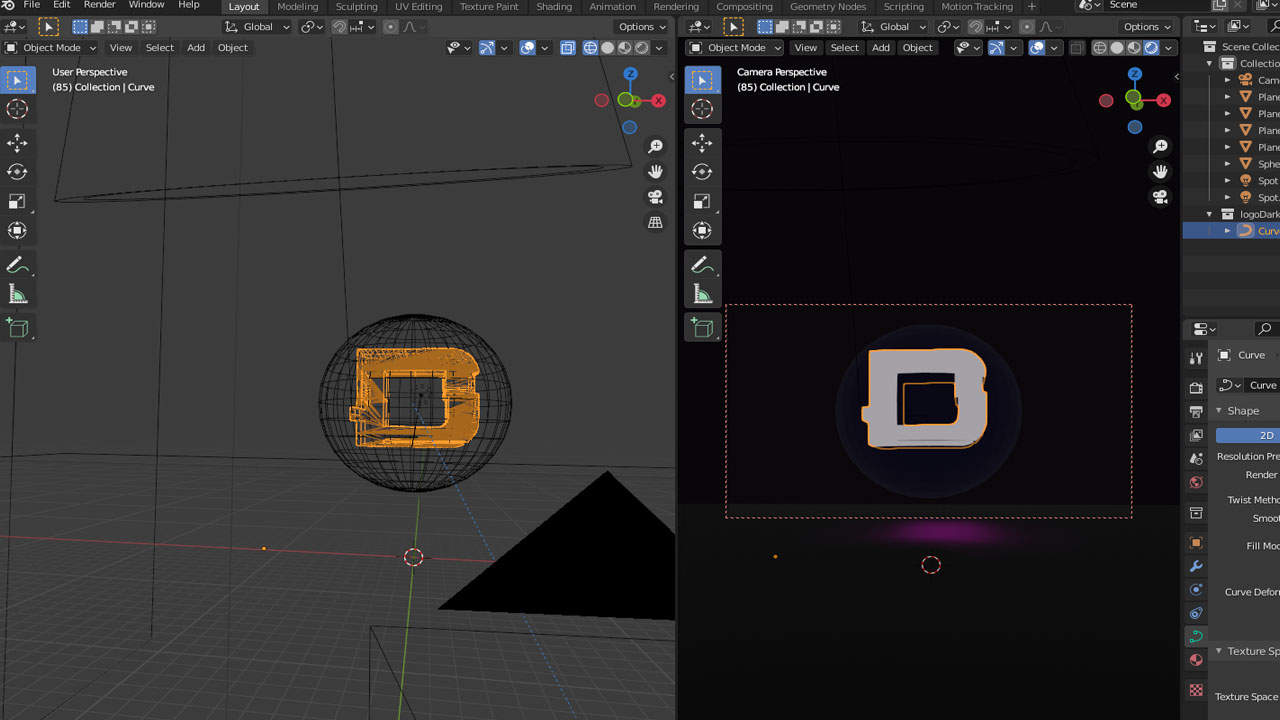 File Edit Render Window Help Layout Modeling Sculpting UV Editing Texture Paint Shading Animation Rendering Compositing Geometry Nodes Scripting Motion Tracking + Scene
Global Options Global Options
Object Mode View Select Add Object Object Mode View Select Add Object
Scene Collec
Collectio
User Perspective
(85) Collection | Curve
Camera Perspective
(85) Collection | Curve
Z
X
Z
X
Cam
Plane
Plane
Plane
Plane
Sphe
Spot
Spot.
logoDark
Curve
D
Curve
Curve
Shape
2D
Resolution Pre
Render
Twist Metho
Smoo
Fill Mo
Curve Defor
Texture Sp
Texture Space